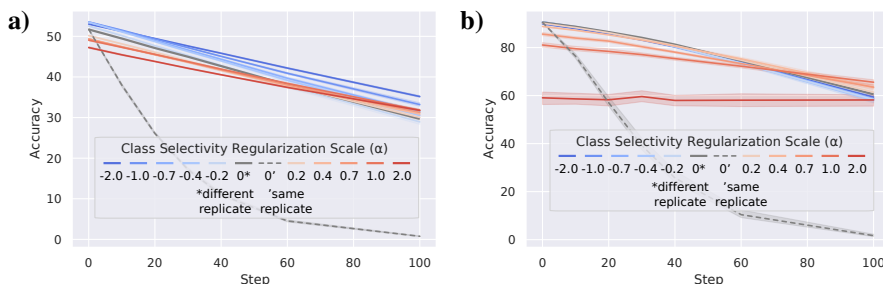 a)
50
40
30
20
10
0
Accuracy
Class Selectivity Regularization Scale (α)
-2.0 -1.0 -0.7 -0.4 -0.2 0* 0’ 0.2 0.4 0.7 1.0 2.0
*different ’same
replicate replicate
0 20 40 60 80 100
Step
b)
80
60
40
20
0
Accuracy
Class Selectivity Regularization Scale (α)
-2.0 -1.0 -0.7 -0.4 -0.2 0* 0’ 0.2 0.4 0.7 1.0 2.0
*different ’same
replicate replicate
0 20 40 60 80 100
Step